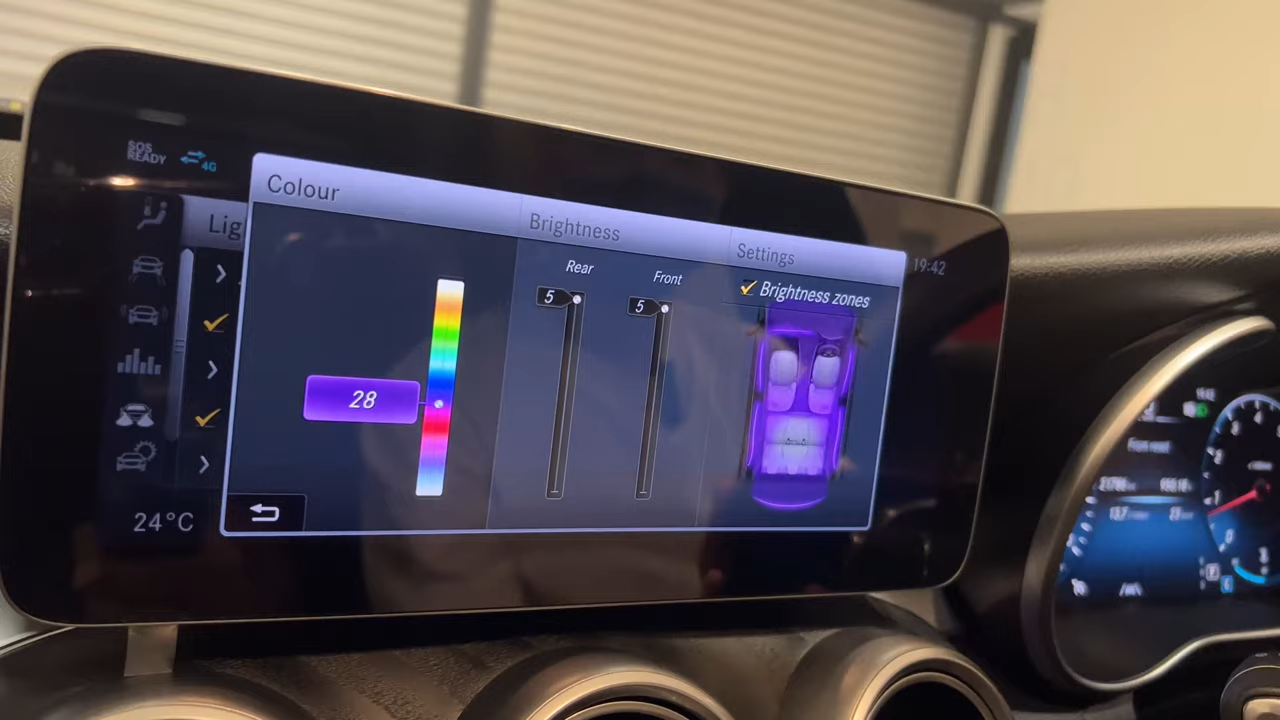 SOS
READY
4G
Lig
Colour
Brightness
Settings
19:42
Rear
Front
Brightness zones
5
5
28
24°C